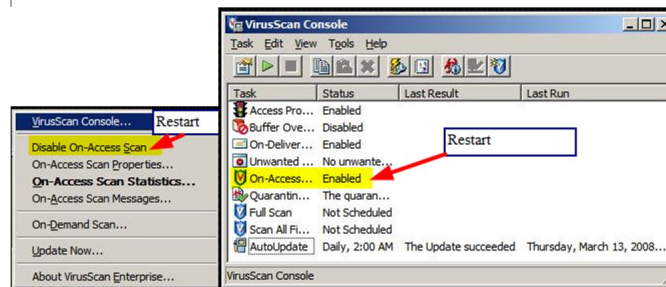 VirusScan Console
Task Edit View Tools Help
Task Status Last Result Last Run
Access Pro... Enabled
Buffer Ove... Disabled
On-Deliver... Enabled
Unwanted ... No unwante...
On-Access... Enabled
Quarantin... The quaran...
Full Scan Not Scheduled
Scan All Fi... Not Scheduled
AutoUpdate Daily, 2:00 AM The Update succeeded Thursday, March 13, 2008...
VirusScan Console
Restart
VirusScan Console...
Restart
Disable On-Access Scan
On-Access Scan Properties...
On-Access Scan Statistics...
On-Access Scan Messages...
On-Demand Scan...
Update Now...
About VirusScan Enterprise...